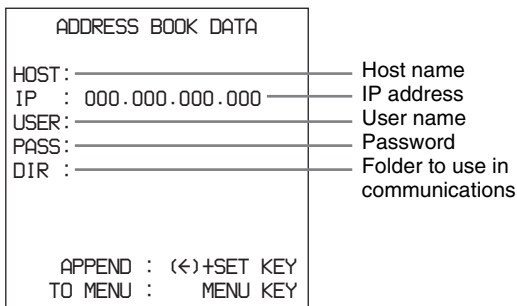 ADDRESS BOOK DATA
HOST: Host name
IP : 000.000.000.000 IP address
USER: User name
PASS: Password
DIR : Folder to use in
communications
APPEND : (←)+SET KEY
TO MENU : MENU KEY